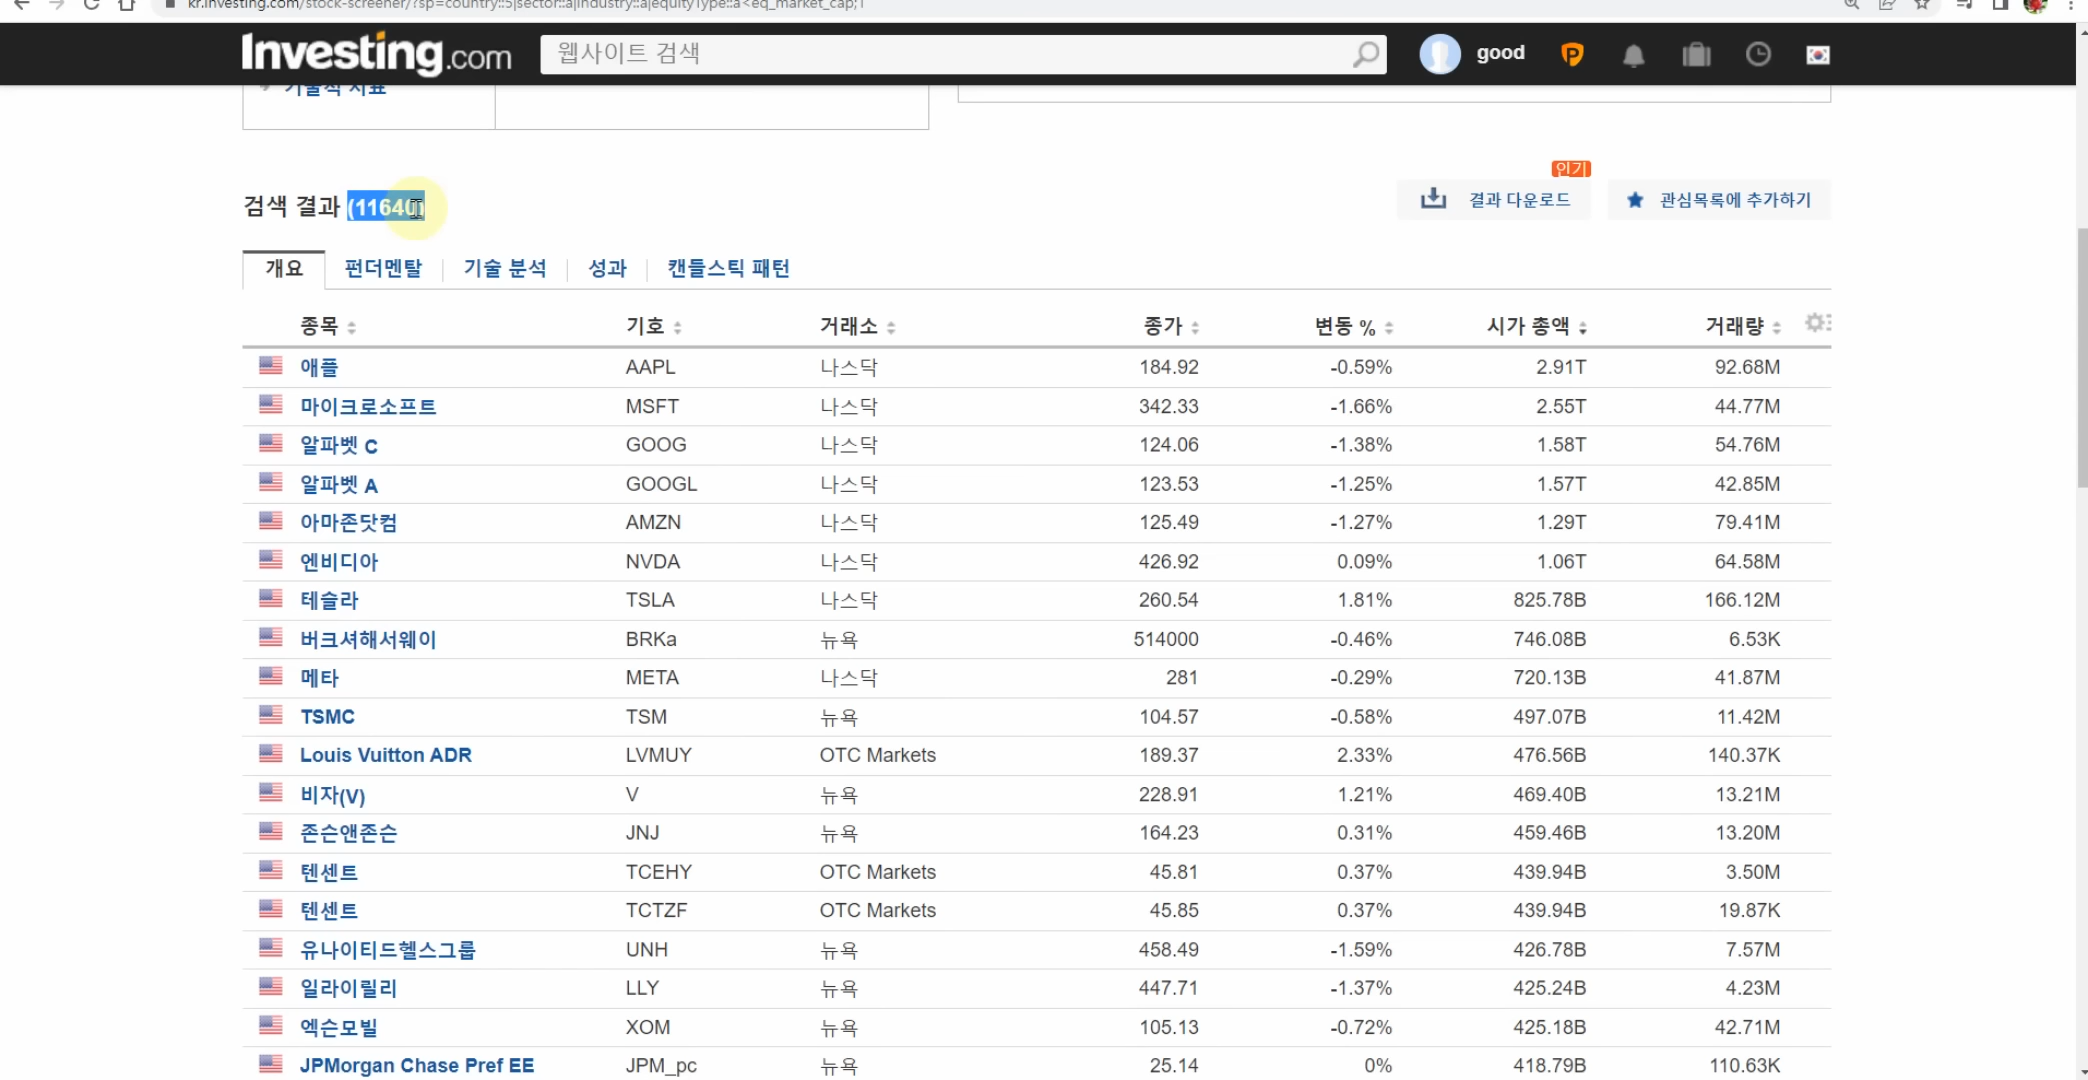 kr.investing.com/stock-screener/?sp=country::5|sector::a|industry::a|equityType::a<eq_market_cap;1
Investing.com 웹사이트 검색 good
기술적 지표
인기
검색 결과 (11640) 결과 다운로드 관심목록에 추가하기
개요 펀더멘탈 기술 분석 성과 캔들스틱 패턴
종목 기호 거래소 종가 변동 % 시가 총액 거래량
애플 AAPL 나스닥 184.92 -0.59% 2.91T 92.68M
마이크로소프트 MSFT 나스닥 342.33 -1.66% 2.55T 44.77M
알파벳 C GOOG 나스닥 124.06 -1.38% 1.58T 54.76M
알파벳 A GOOGL 나스닥 123.53 -1.25% 1.57T 42.85M
아마존닷컴 AMZN 나스닥 125.49 -1.27% 1.29T 79.41M
엔비디아 NVDA 나스닥 426.92 0.09% 1.06T 64.58M
테슬라 TSLA 나스닥 260.54 1.81% 825.78B 166.12M
버크셔해서웨이 BRKa 뉴욕 514000 -0.46% 746.08B 6.53K
메타 META 나스닥 281 -0.29% 720.13B 41.87M
TSMC TSM 뉴욕 104.57 -0.58% 497.07B 11.42M
Louis Vuitton ADR LVMUY OTC Markets 189.37 2.33% 476.56B 140.37K
비자(V) V 뉴욕 228.91 1.21% 469.40B 13.21M
존슨앤존슨 JNJ 뉴욕 164.23 0.31% 459.46B 13.20M
텐센트 TCEHY OTC Markets 45.81 0.37% 439.94B 3.50M
텐센트 TCTZF OTC Markets 45.85 0.37% 439.94B 19.87K
유나이티드헬스그룹 UNH 뉴욕 458.49 -1.59% 426.78B 7.57M
일라이릴리 LLY 뉴욕 447.71 -1.37% 425.24B 4.23M
엑슨모빌 XOM 뉴욕 105.13 -0.72% 425.18B 42.71M
JPMorgan Chase Pref EE JPM_pc 뉴욕 25.14 0% 418.79B 110.63K